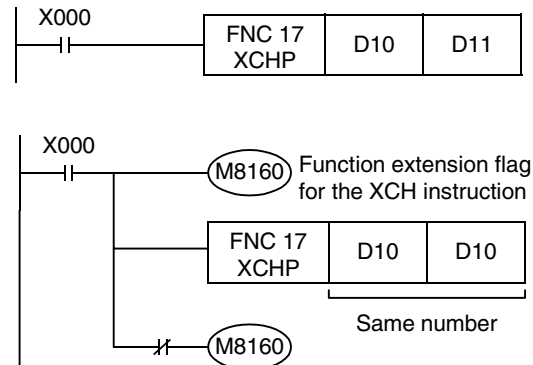 X000
FNC 17
XCHP
D10
D11
X000
M8160
Function extension flag
for the XCH instruction
FNC 17
XCHP
D10
D10
Same number
M8160